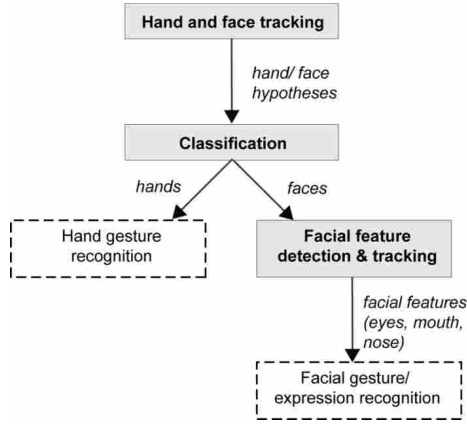 Hand and face tracking
hand/ face
hypotheses
Classification
hands
faces
Hand gesture
recognition
Facial feature
detection & tracking
facial features
(eyes, mouth,
nose)
Facial gesture/
expression recognition